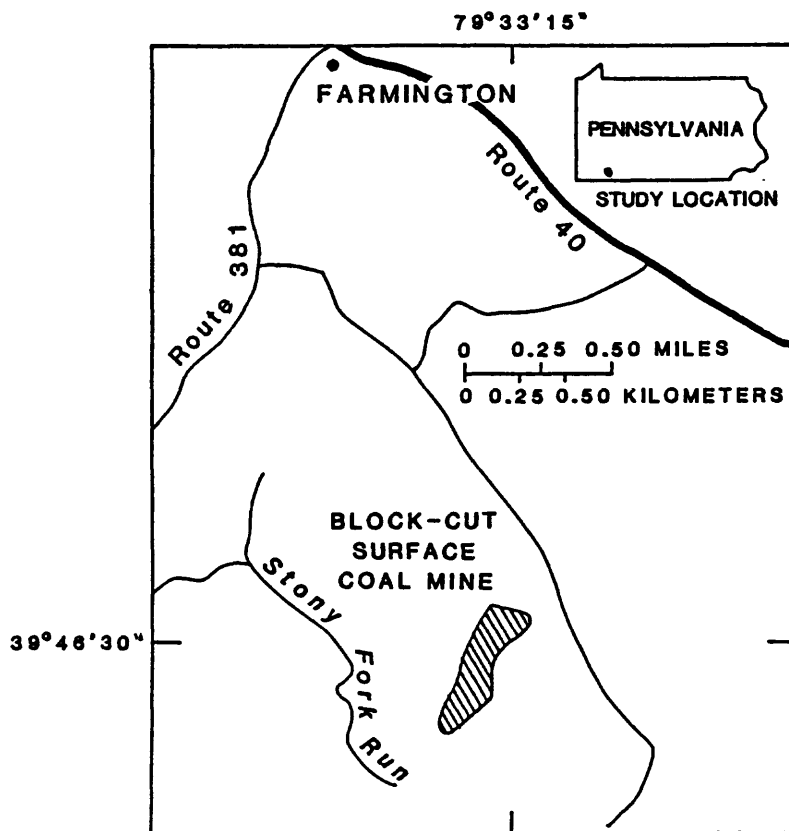 79°33'15"
FARMINGTON
PENNSYLVANIA
STUDY LOCATION
Route 40
Route 381
0 0.25 0.50 MILES
0 0.25 0.50 KILOMETERS
BLOCK-CUT
SURFACE
COAL MINE
Stony Fork Run
39°46'30"